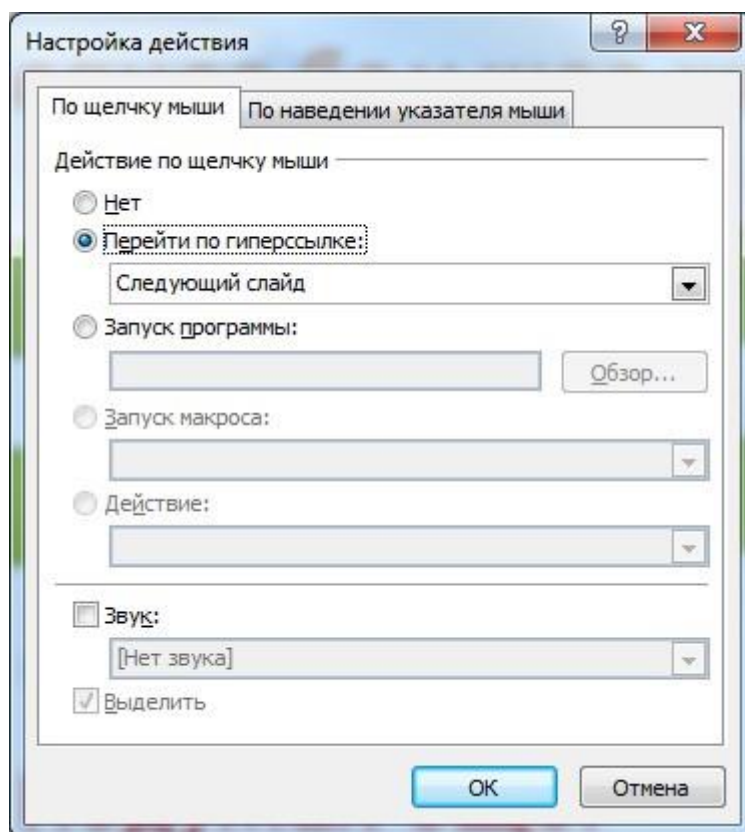 Настройка действия
По щелчку мыши По наведении указателя мыши
Действие по щелчку мыши
Нет
Перейти по гиперссылке:
Следующий слайд
Запуск программы:
Обзор...
Запуск макроса:
Действие:
Звук:
[Нет звука]
Выделить
ОК Отмена